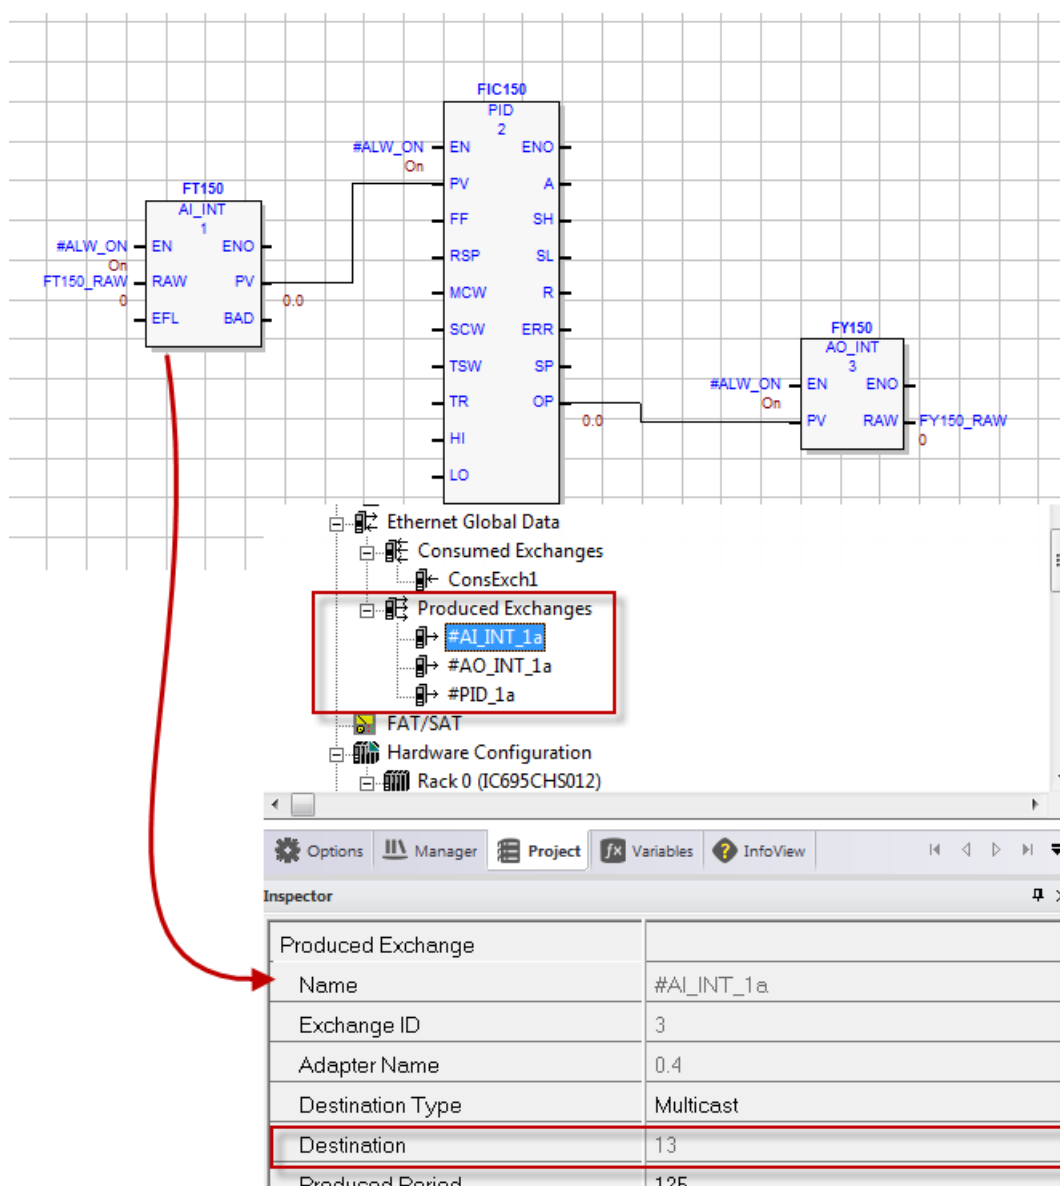 FIC150
PID
2
#ALW_ON EN ENO
On
PV A
FF SH
RSP SL
MCW R
SCW ERR
TSW SP
TR OP
0.0
HI
LO
FT150
AI_INT
1
#ALW_ON EN ENO
On
FT150_RAW RAW PV
0 0.0
EFL BAD
FY150
AO_INT
3
#ALW_ON EN ENO
On
PV RAW FY150_RAW
0
Ethernet Global Data
Consumed Exchanges
ConsExch1
Produced Exchanges
#AI_INT_1a
#AO_INT_1a
#PID_1a
FAT/SAT
Hardware Configuration
Rack 0 (IC695CHS012)
Options Manager Project fx Variables ? InfoView
Inspector
Produced Exchange
Name #AI_INT_1a
Exchange ID 3
Adapter Name 0.4
Destination Type Multicast
Destination 13
Produced Period 125